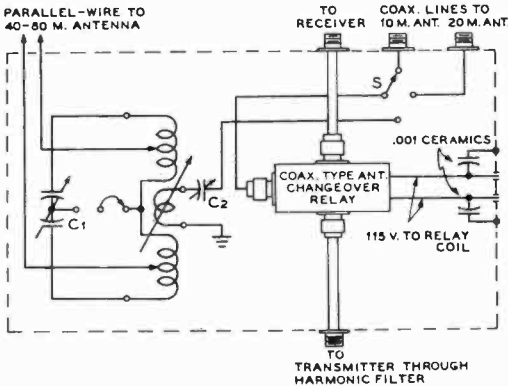 PARALLEL-WIRE TO
40-80 M. ANTENNA
TO
RECEIVER
COAX. LINES TO
10 M. ANT. 20 M. ANT.
S
.001 CERAMICS
C1
C2
COAX. TYPE ANT.
CHANGEOVER
RELAY
115 V. TO RELAY
COIL
TO
TRANSMITTER THROUGH
HARMONIC FILTER